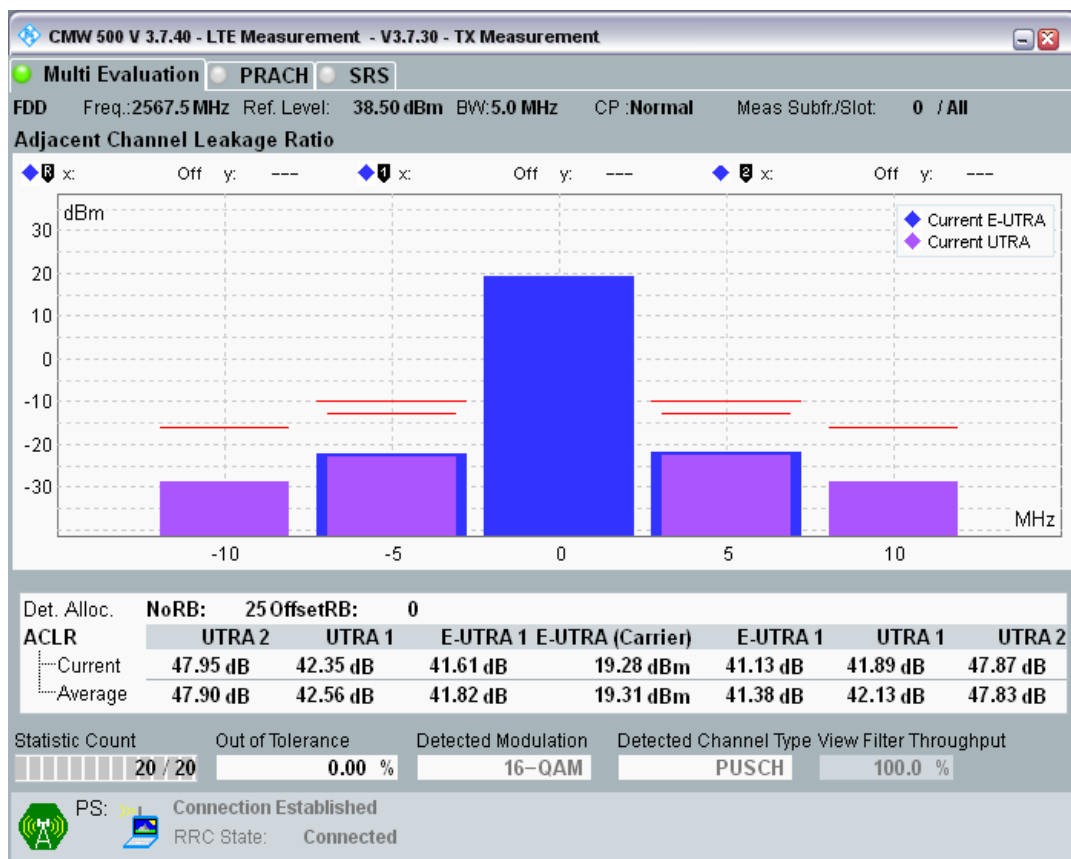 CMW 500 V 3.7.40 - LTE Measurement - V3.7.30 - TX Measurement
Multi Evaluation PRACH SRS
FDD Freq.:2567.5 MHz Ref. Level: 38.50 dBm BW:5.0 MHz CP :Normal Meas Subfr./Slot: 0 / All
Adjacent Channel Leakage Ratio
R x: Off y: --- 1 x: Off y: --- 2 x: Off y: ---
dBm
Current E-UTRA
Current UTRA
30
20
10
0
-10
-20
-30
MHz
-10 -5 0 5 10
Det. Alloc. NoRB: 25 OffsetRB: 0
ACLR UTRA 2 UTRA 1 E-UTRA 1 E-UTRA (Carrier) E-UTRA 1 UTRA 1 UTRA 2
Current 47.95 dB 42.35 dB 41.61 dB 19.28 dBm 41.13 dB 41.89 dB 47.87 dB
Average 47.90 dB 42.56 dB 41.82 dB 19.31 dBm 41.38 dB 42.13 dB 47.83 dB
Statistic Count Out of Tolerance Detected Modulation Detected Channel Type View Filter Throughput
20 / 20 0.00 % 16-QAM PUSCH 100.0 %
PS: Connection Established
RRC State: Connected